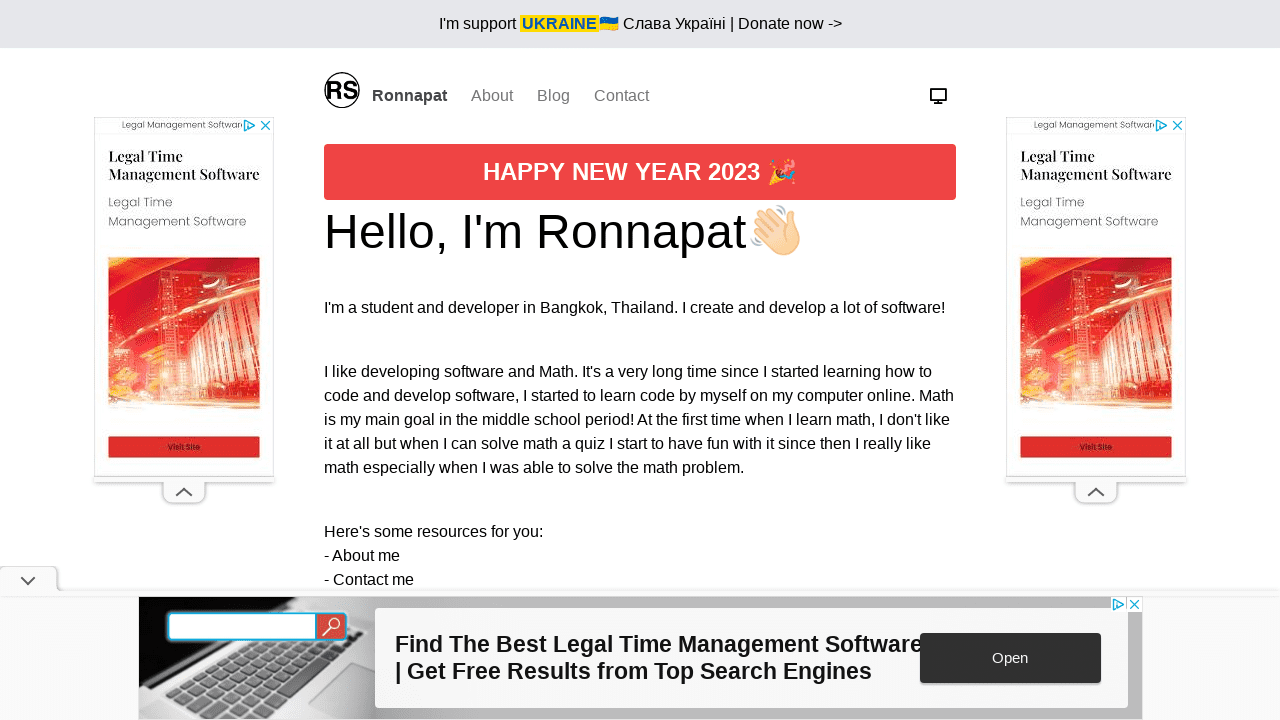 I'm support UKRAINE🇺🇦 Слава Україні | Donate now ->
RS Ronnapat About Blog Contact
Legal Management Software
Legal Time
Management Software
Legal Time
Management Software
Visit Site
HAPPY NEW YEAR 2023 🎉
Hello, I'm Ronnapat👋🏻
I'm a student and developer in Bangkok, Thailand. I create and develop a lot of software!
I like developing software and Math. It's a very long time since I started learning how to
code and develop software, I started to learn code by myself on my computer online. Math
is my main goal in the middle school period! At the first time when I learn math, I don't like
it at all but when I can solve math a quiz I start to have fun with it since then I really like
math especially when I was able to solve the math problem.
Here's some resources for you:
- About me
- Contact me
Legal Management Software
Legal Time
Management Software
Legal Time
Management Software
Visit Site
Find The Best Legal Time Management Software
| Get Free Results from Top Search Engines
Open